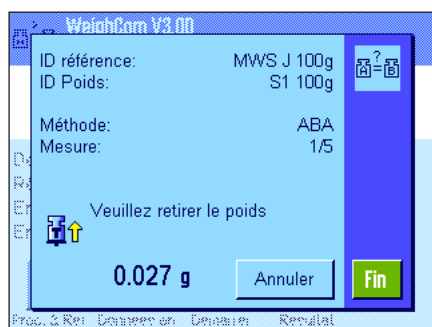 WeighCom V3.00
ID référence: MWS J 100g
ID Poids: S1 100g
A?=B
Méthode: ABA
Mesure: 1/5
Veuillez retirer le poids
T
0.027 g
Annuler
Fin